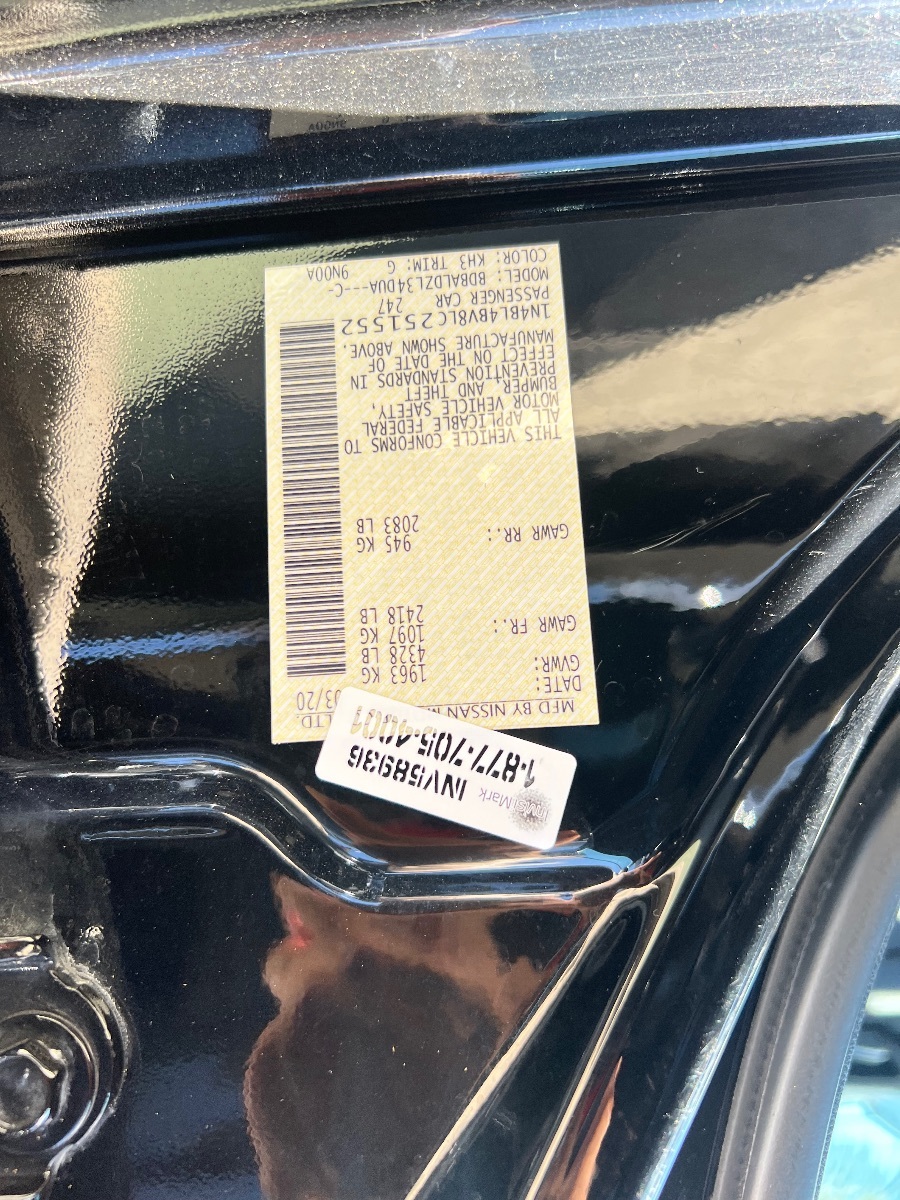 MFD BY NISSAN
LTD.
DATE:
03/20
GVWR:
1963 KG
4328 LB
GAWR FR.:
1097 KG
2418 LB
GAWR RR.:
945 KG
2083 LB
THIS VEHICLE CONFORMS TO
ALL APPLICABLE FEDERAL
MOTOR VEHICLE SAFETY,
BUMPER, AND THEFT
PREVENTION STANDARDS IN
EFFECT ON THE DATE OF
MANUFACTURE SHOWN ABOVE.
1N4BL4BV8LC251552
PASSENGER CAR 247
MODEL: BDBALDZL34DUA---C-
COLOR: KH3 TRIM: G 9N00A
Mark
INV158936
1-877-705-4001